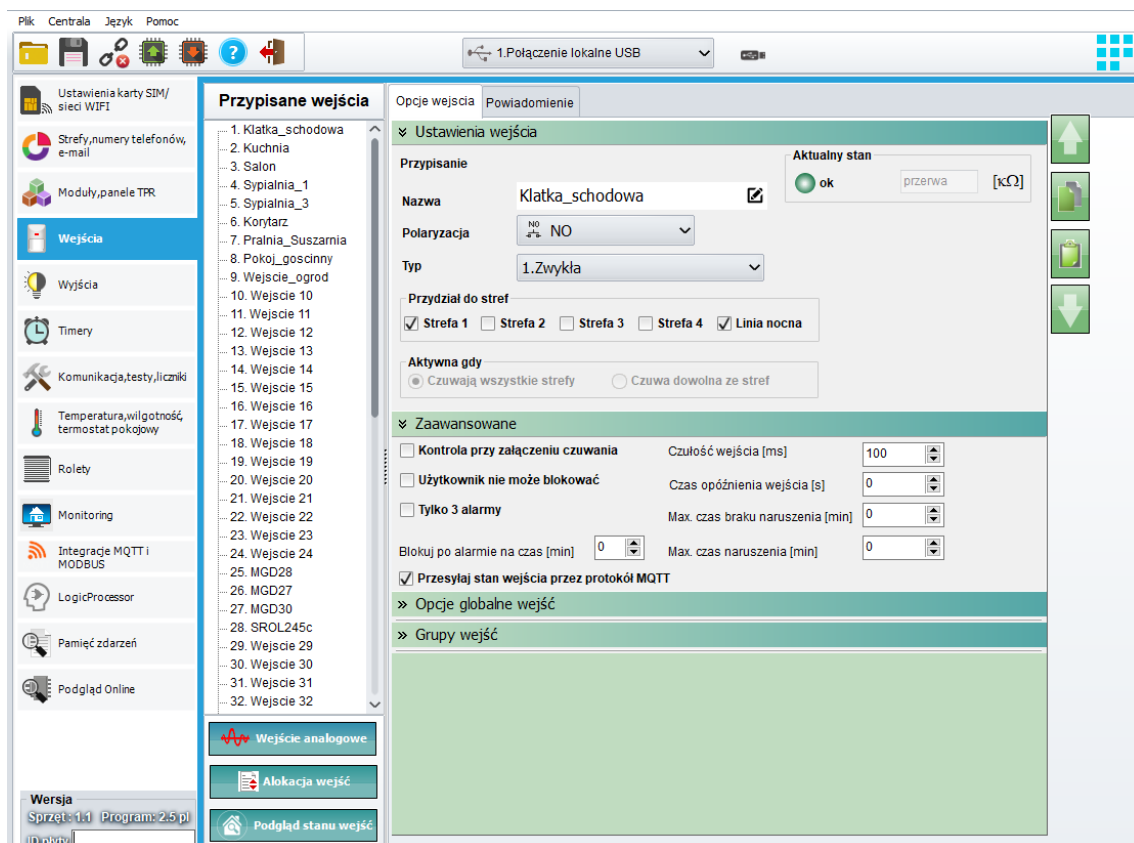 Plik Centrala Język Pomoc
1.Połączenie lokalne USB
Ustawienia karty SIM/
sieci WIFI
Strefy,numery telefonów,
e-mail
Moduły,panele TPR
Wejścia
Wyjścia
Timery
Komunikacja,testy,liczniki
Temperatura,wilgotność,
termostat pokojowy
Rolety
Monitoring
Integracje MQTT i
MODBUS
LogicProcessor
Pamięć zdarzeń
Podgląd Online
Wersja
Sprzęt: 1.1 Program: 2.5 pl
ID płyty
Przypisane wejścia
1. Klatka_schodowa
2. Kuchnia
3. Salon
4. Sypialnia_1
5. Sypialnia_3
6. Korytarz
7. Pralnia_Suszarnia
8. Pokoj_goscinny
9. Wejscie_ogrod
10. Wejscie 10
11. Wejscie 11
12. Wejscie 12
13. Wejscie 13
14. Wejscie 14
15. Wejscie 15
16. Wejscie 16
17. Wejscie 17
18. Wejscie 18
19. Wejscie 19
20. Wejscie 20
21. Wejscie 21
22. Wejscie 22
23. Wejscie 23
24. Wejscie 24
25. MGD28
26. MGD27
27. MGD30
28. SROL245c
29. Wejscie 29
30. Wejscie 30
31. Wejscie 31
32. Wejscie 32
Wejście analogowe
Alokacja wejść
Podgląd stanu wejść
Opcje wejscia Powiadomienie
Ustawienia wejścia
Przypisanie
Aktualny stan
ok przerwa [κΩ]
Nazwa Klatka_schodowa
Polaryzacja NO NO
Typ 1.Zwykła
Przydział do stref
Strefa 1 Strefa 2 Strefa 3 Strefa 4 Linia nocna
Aktywna gdy
Czuwają wszystkie strefy Czuwa dowolna ze stref
Zaawansowane
Kontrola przy załączeniu czuwania Czułość wejścia [ms] 100
Użytkownik nie może blokować Czas opóźnienia wejścia [s] 0
Tylko 3 alarmy Max. czas braku naruszenia [min] 0
Blokuj po alarmie na czas [min] 0 Max. czas naruszenia [min] 0
Przesyłaj stan wejścia przez protokół MQTT
Opcje globalne wejść
Grupy wejść